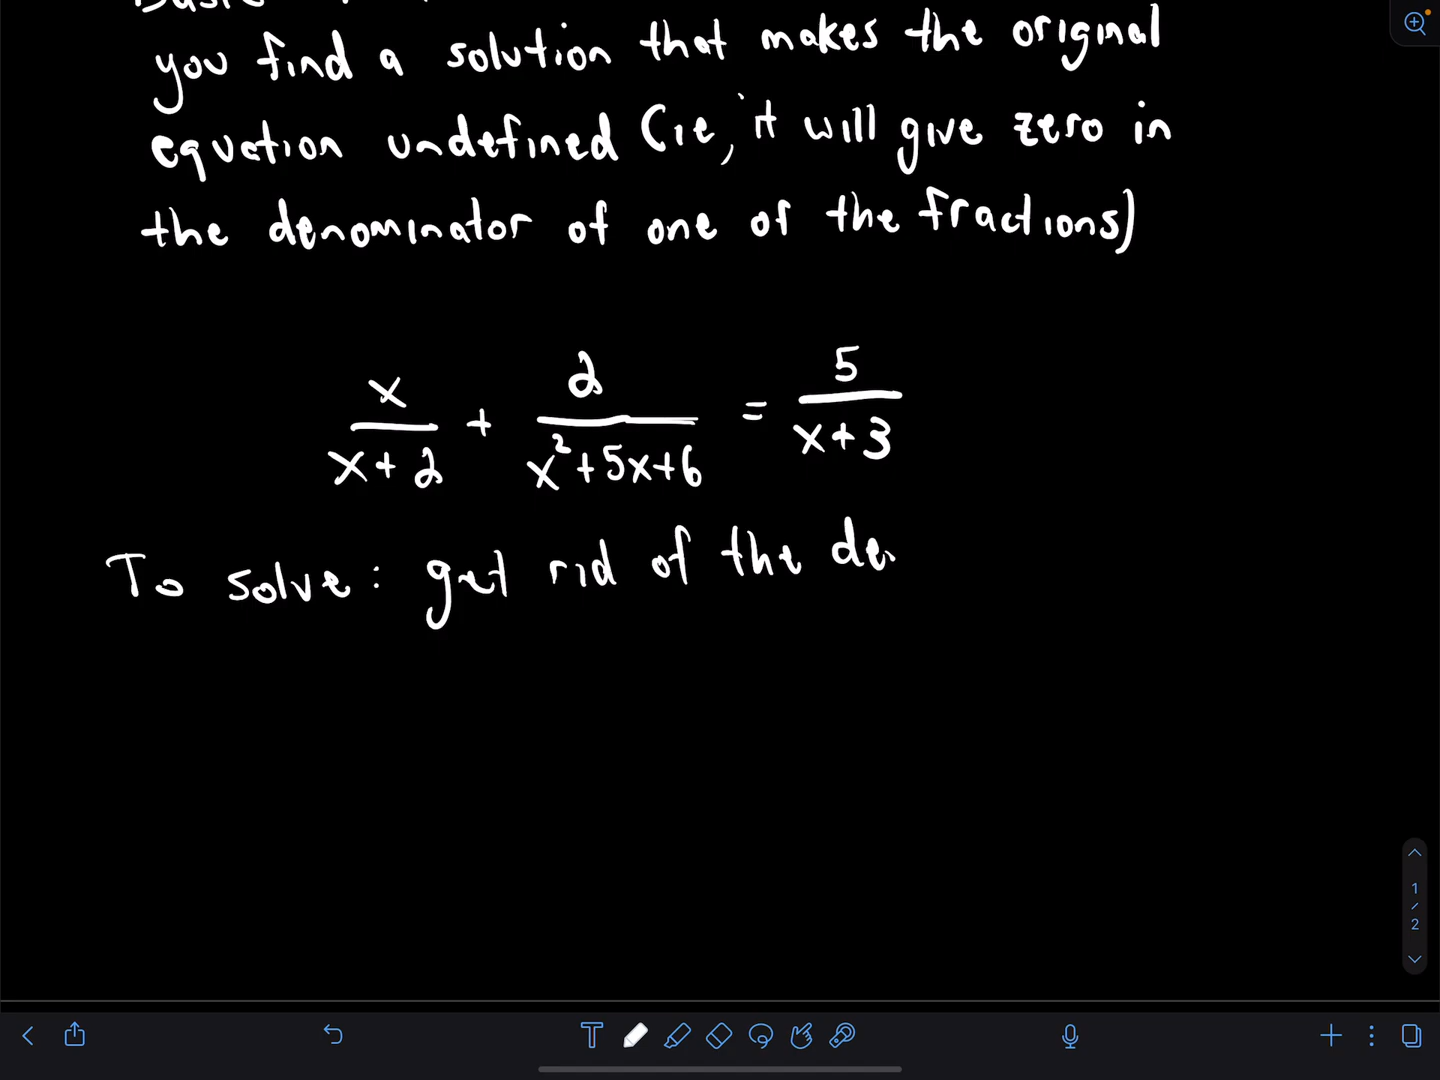 you find a solution that makes the original
equation undefined (ie, it will give zero in
the denominator of one of the fractions)
x/(x+2) + 2/(x²+5x+6) = 5/(x+3)
To solve: get rid of the de
1/2